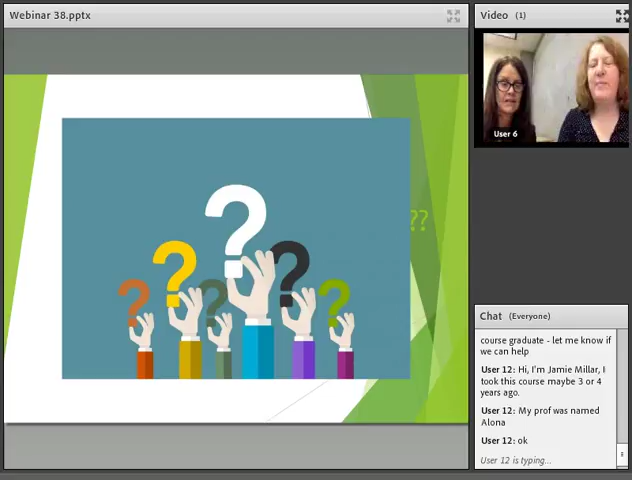 Webinar 38.pptx
Video (1)
User 6
??
Chat (Everyone)
course graduate - let me know if
we can help
User 12: Hi, I'm Jamie Millar, I
took this course maybe 3 or 4
years ago.
User 12: My prof was named
Alona
User 12: ok
User 12 is typing...